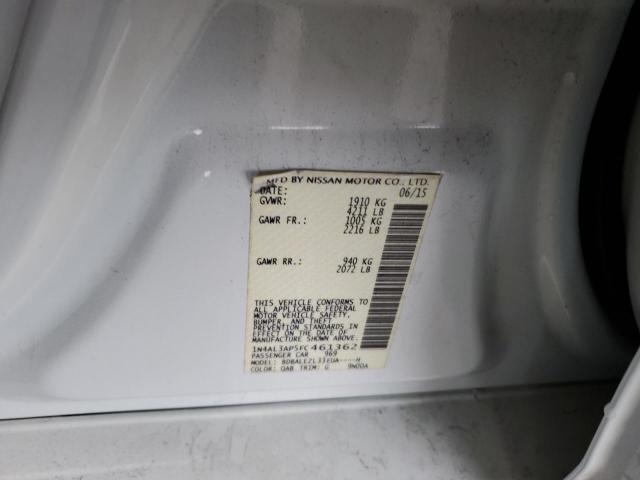 MFD BY NISSAN MOTOR CO., LTD.
DATE: 06/15
GVWR: 1910 KG
4211 LB
GAWR FR.: 1005 KG
2216 LB
GAWR RR.: 940 KG
2072 LB
THIS VEHICLE CONFORMS TO
ALL APPLICABLE FEDERAL
MOTOR VEHICLE SAFETY,
BUMPER, AND THEFT
PREVENTION STANDARDS IN
EFFECT ON THE DATE OF
MANUFACTURE SHOWN ABOVE.
1N4AL3AP5FC461362
PASSENGER CAR 969
MODEL: BDBALEZL33EUA-----H
COLOR: QAB TRIM: G 9NOOA